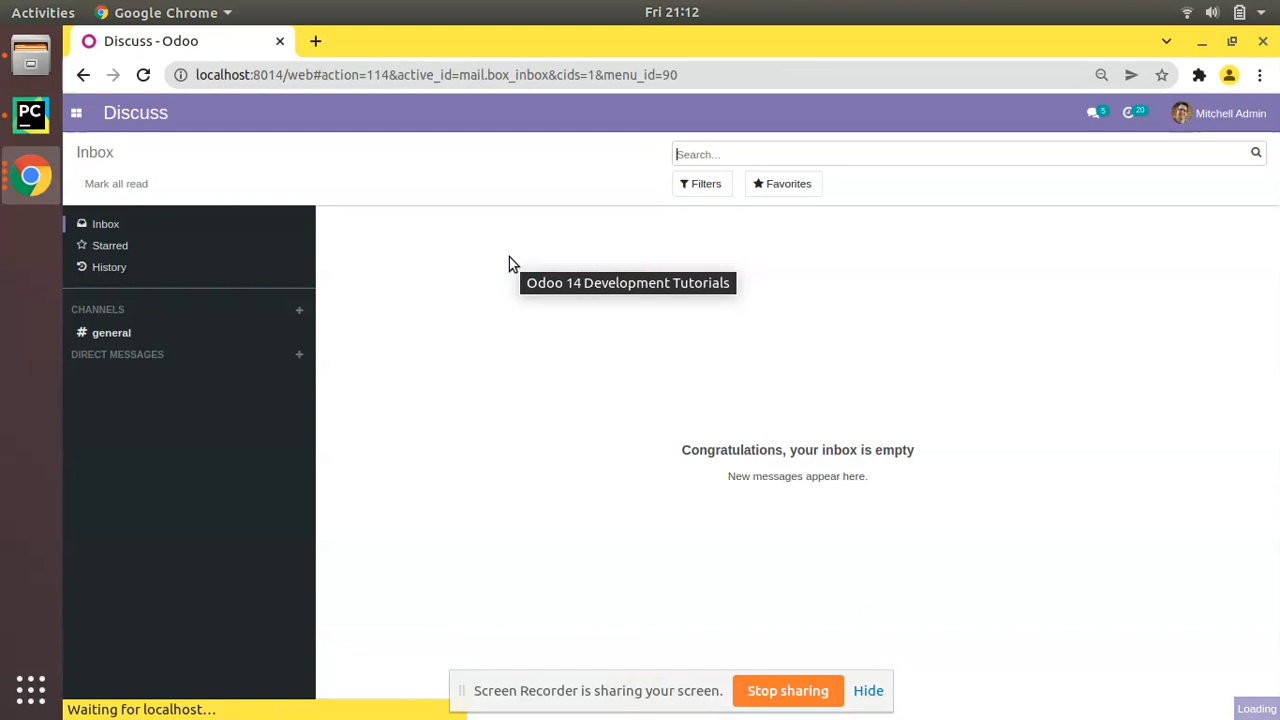 Activities
Google Chrome
Fri 21:12
Discuss - Odoo
localhost:8014/web#action=114&active_id=mail.box_inbox&cids=1&menu_id=90
Discuss
5
20
Mitchell Admin
Inbox
Search...
Mark all read
Filters
Favorites
Inbox
Starred
History
Odoo 14 Development Tutorials
CHANNELS
# general
DIRECT MESSAGES
Congratulations, your inbox is empty
New messages appear here.
PC
Screen Recorder is sharing your screen.
Stop sharing
Hide
Waiting for localhost…
Loading